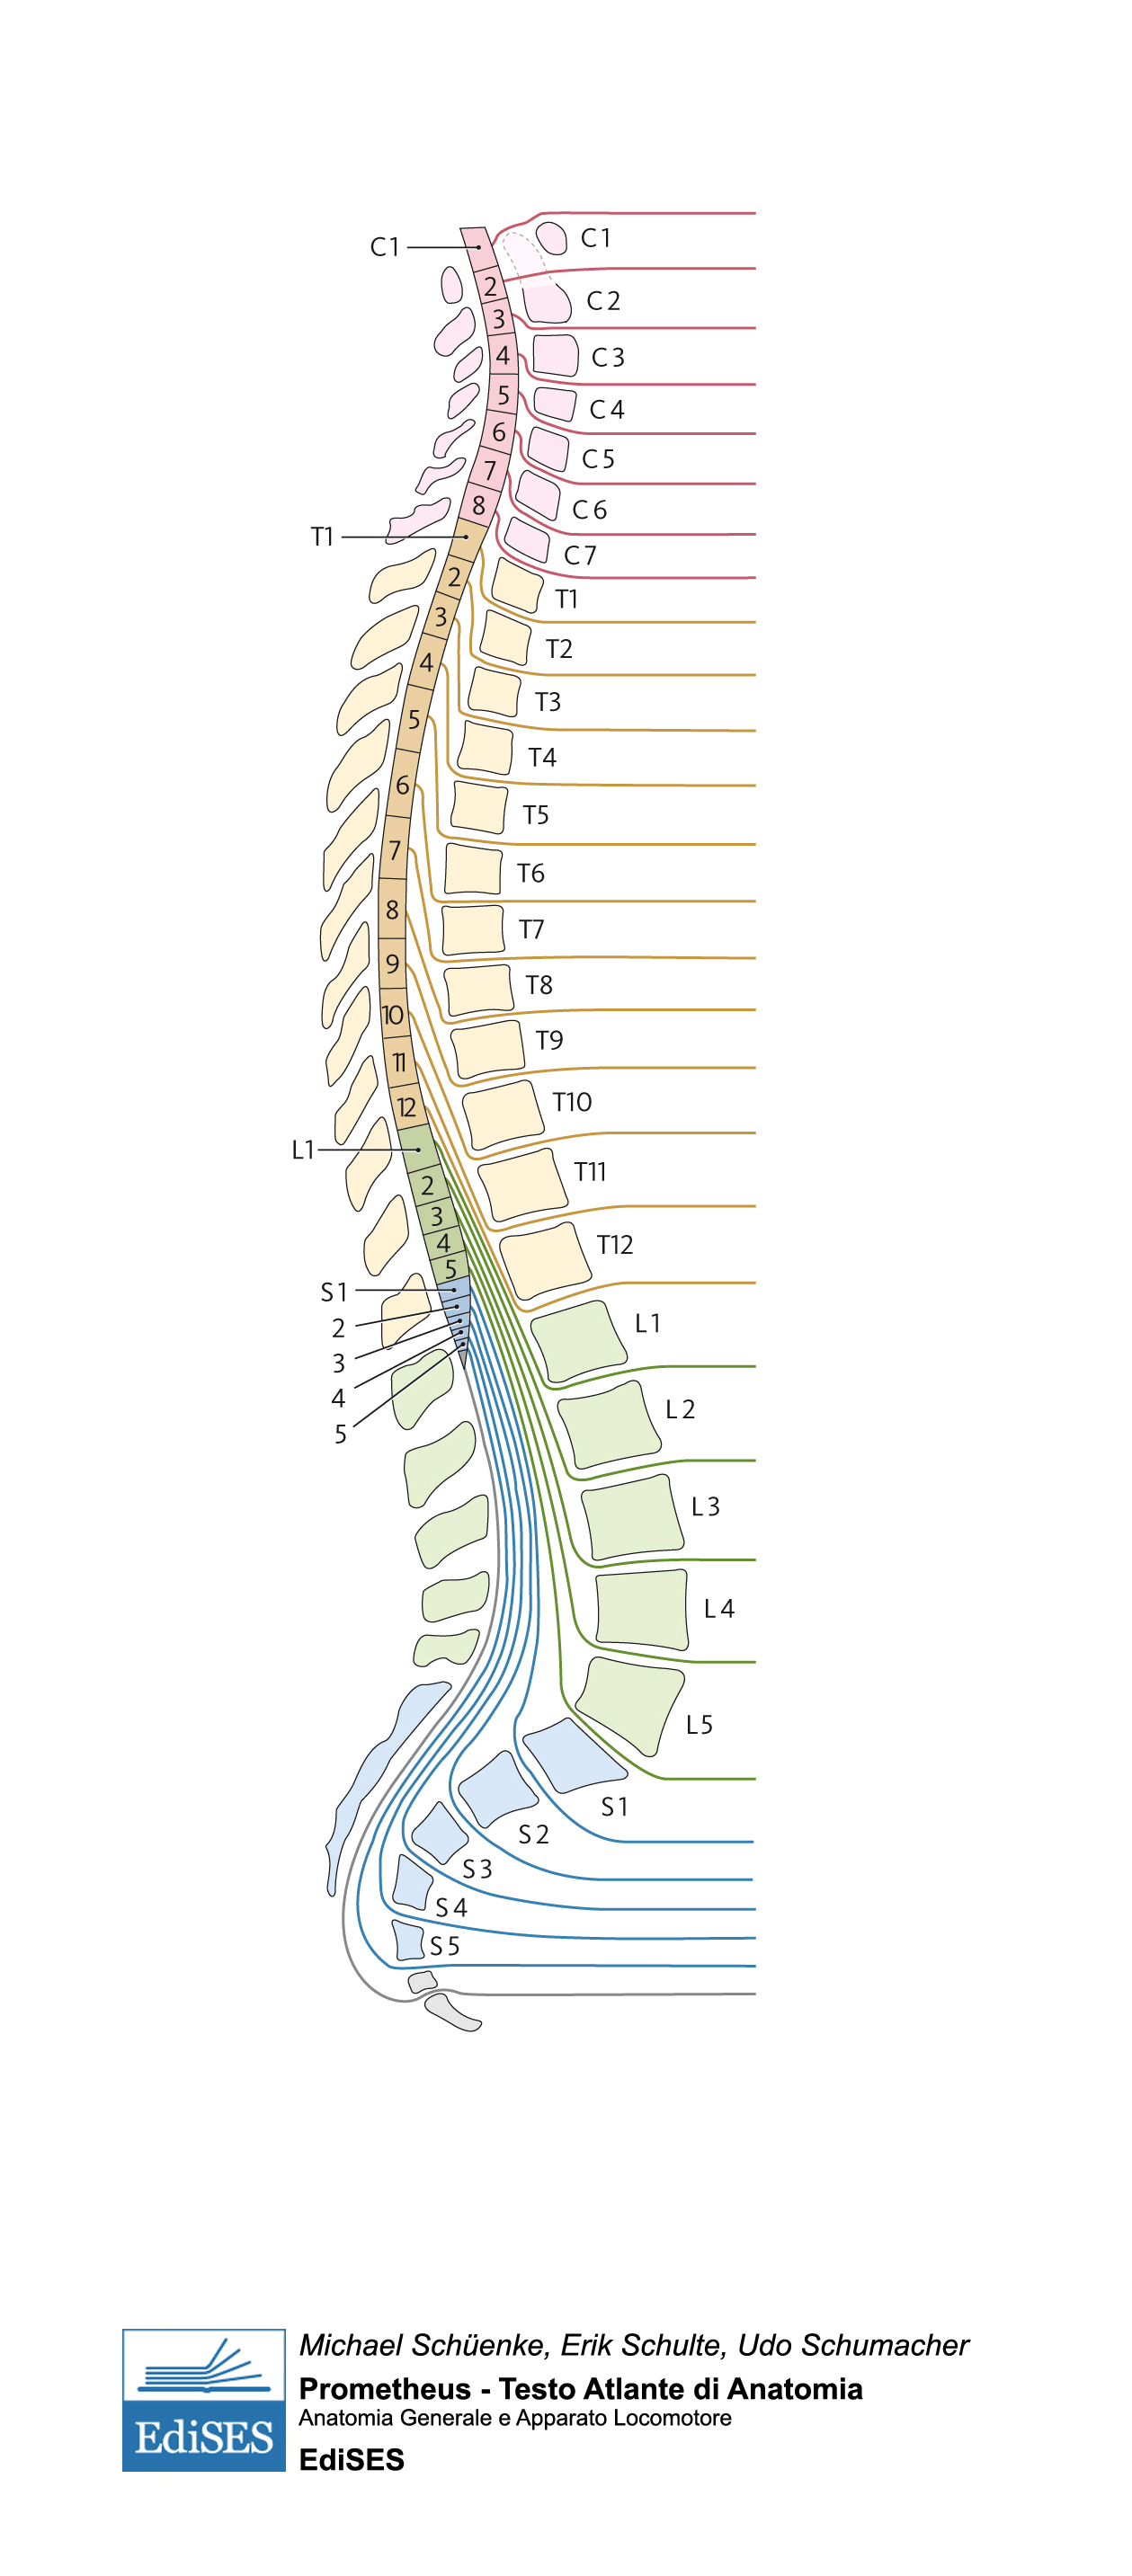 C1
C1
2
C2
3
4
C3
5
C4
6
C5
7
8
C6
T1
C7
2
T1
3
T2
4
T3
5
T4
6
T5
7
T6
8
T7
9
T8
10
T9
11
T10
12
L1
T11
2
3
T12
4
5
S1
2
L1
3
4
L2
5
L3
L4
L5
S1
S2
S3
S4
S5
Michael Schüenke, Erik Schulte, Udo Schumacher
Prometheus - Testo Atlante di Anatomia
Anatomia Generale e Apparato Locomotore
EdiSES
EdiSES